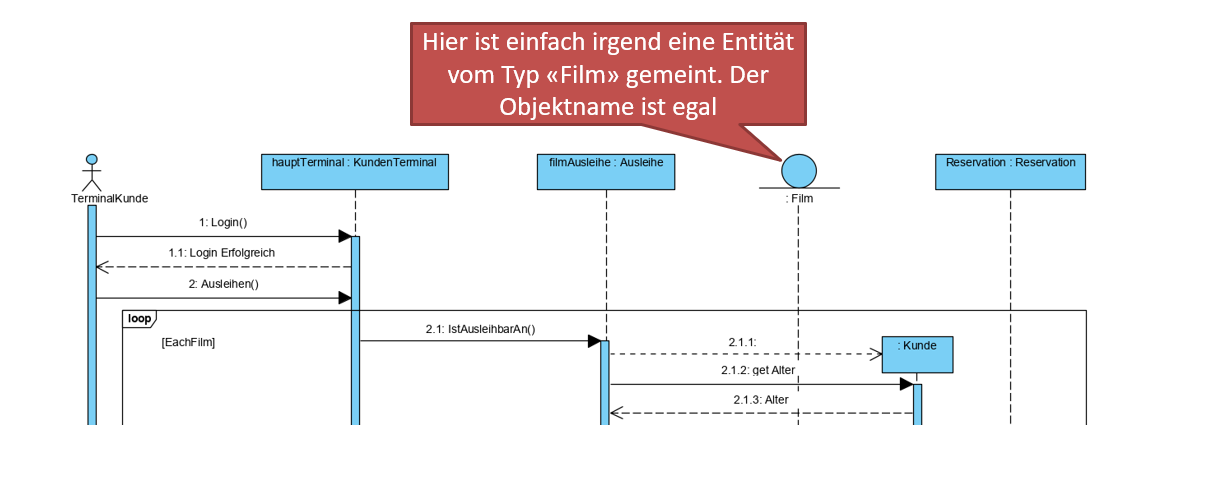 Hier ist einfach irgend eine Entität
vom Typ «Film» gemeint. Der
Objektname ist egal
hauptTerminal : KundenTerminal
filmAusleihe : Ausleihe
Reservation : Reservation
TerminalKunde
: Film
1: Login()
1.1: Login Erfolgreich
2: Ausleihen()
loop
[EachFilm]
2.1: IstAusleihbarAn()
2.1.1:
: Kunde
2.1.2: get Alter
2.1.3: Alter